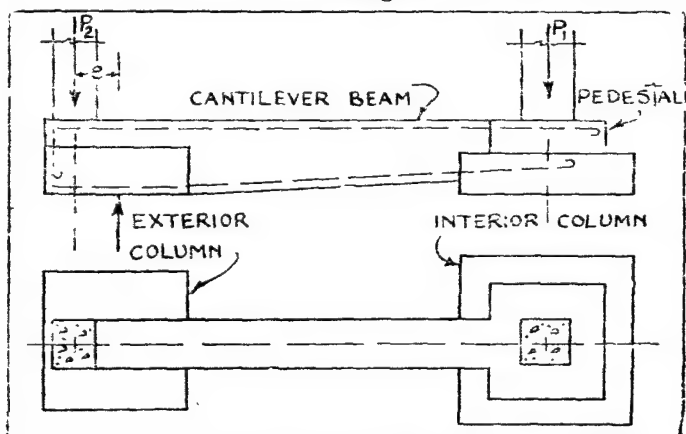 P2
P1
e
CANTILEVER BEAM
PEDESTAL
EXTERIOR
COLUMN
INTERIOR COLUMN